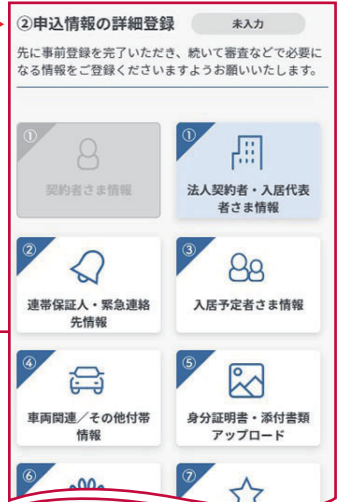 ②申込情報の詳細登録
未入力
先に事前登録を完了いただき、続いて審査などで必要に
なる情報をご登録くださいますようお願いいたします。
①
契約者さま情報
①
法人契約者・入居代表
者さま情報
②
連帯保証人・緊急連絡
先情報
③
入居予定者さま情報
④
車両関連／その他付帯
情報
⑤
身分証明書・添付書類
アップロード
⑥
⑦